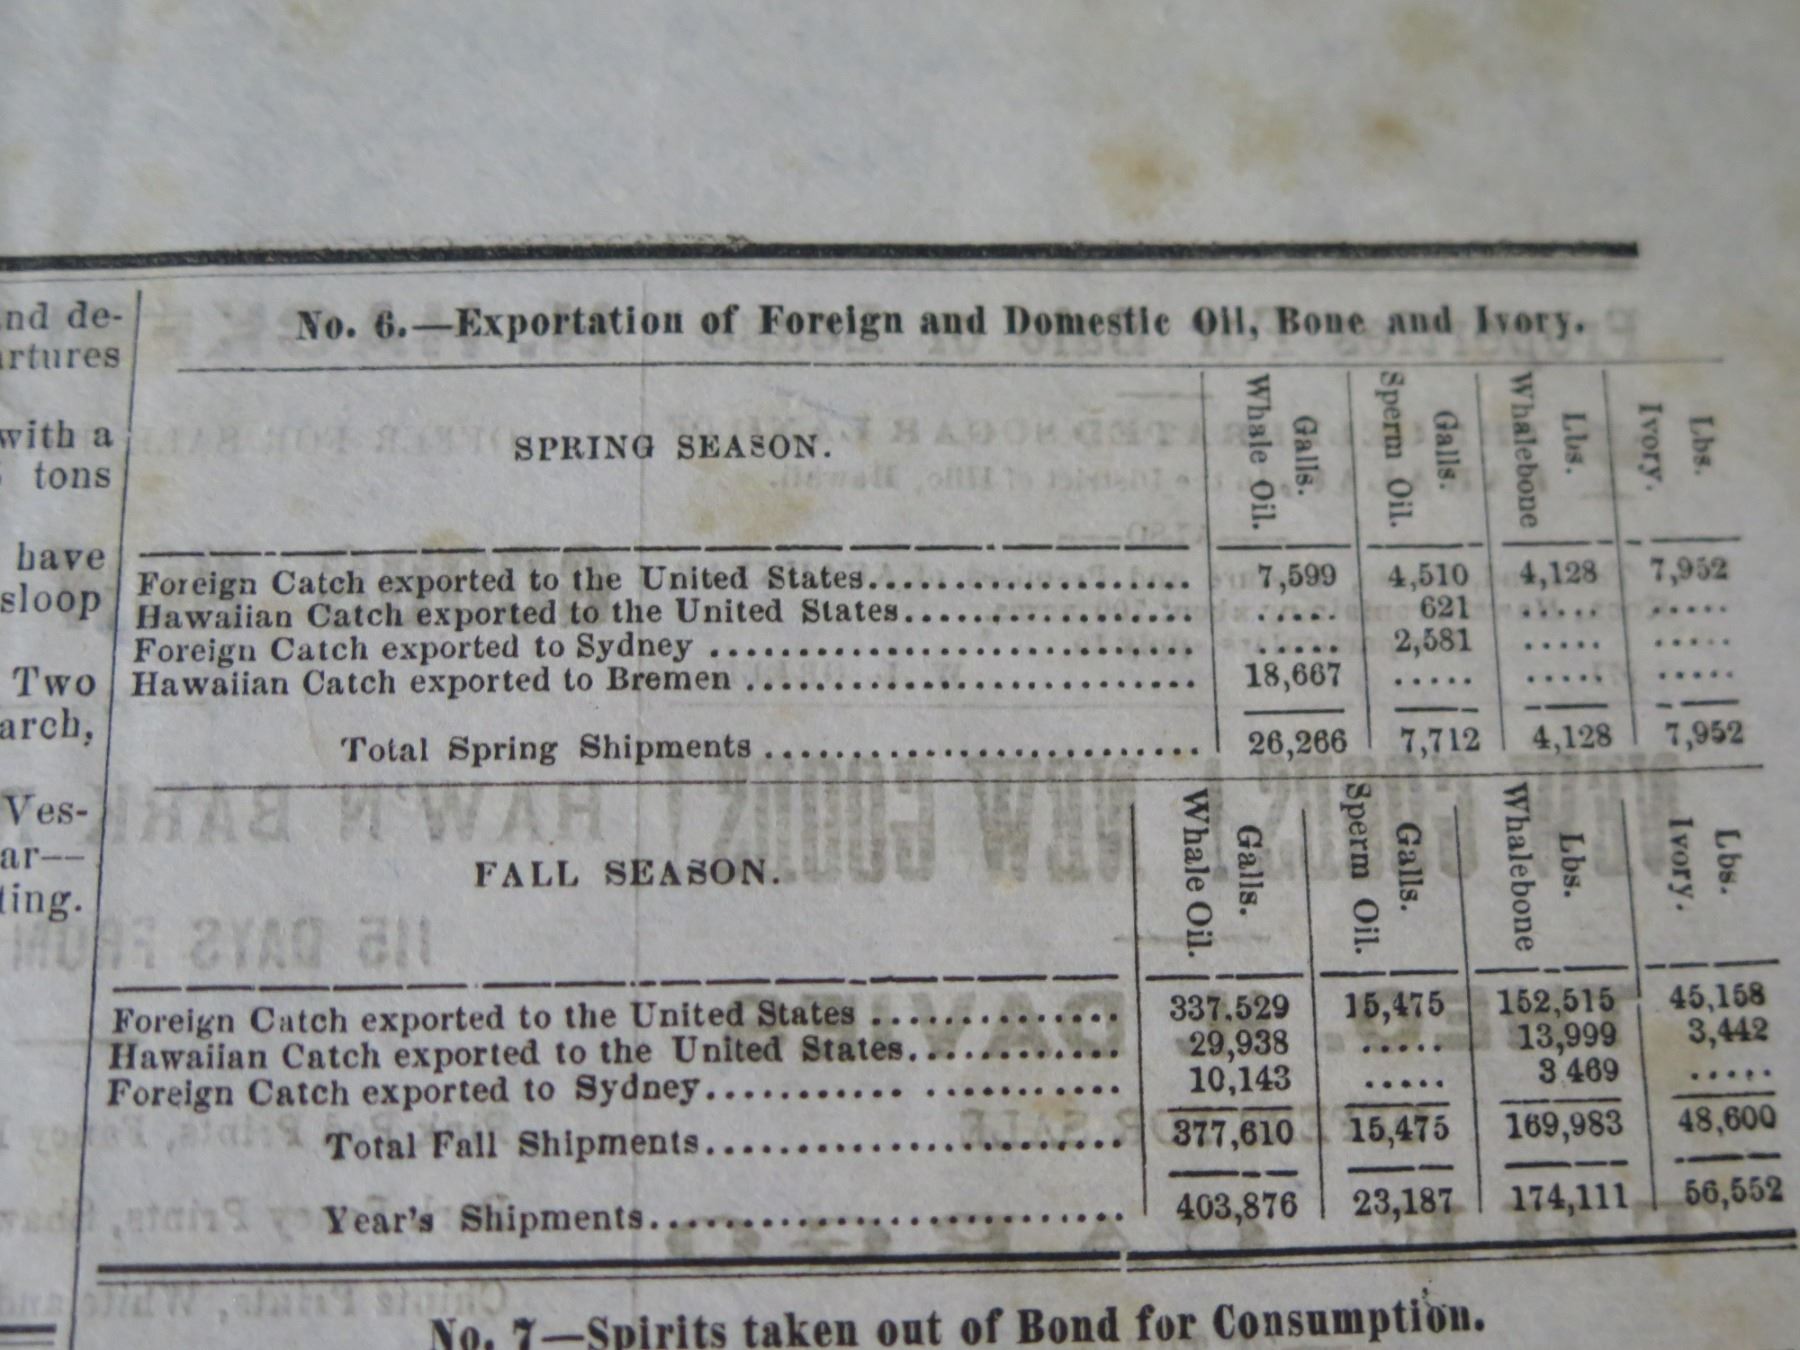 nd de-
rtures
with a
tons
have
sloop
Two
arch,
Ves-
ar—
ting.
No. 6.—Exportation of Foreign and Domestic Oil, Bone and Ivory.
SPRING SEASON. Galls. Whale Oil. Galls. Sperm Oil. Lbs. Whalebone Lbs. Ivory.
Foreign Catch exported to the United States.................. 7,599 4,510 4,128 7,952
Hawaiian Catch exported to the United States................ ..... 621 ..... .....
Foreign Catch exported to Sydney ........................... ..... 2,581 ..... .....
Hawaiian Catch exported to Bremen ......................... 18,667 ..... ..... .....
Total Spring Shipments ........................ 26,266 7,712 4,128 7,952
FALL SEASON. Galls. Whale Oil. Galls. Sperm Oil. Lbs. Whalebone Lbs. Ivory.
Foreign Catch exported to the United States .............. 337.529 15,475 152,515 45,158
Hawaiian Catch exported to the United States............ 29,938 ..... 13,999 3,442
Foreign Catch exported to Sydney........... ........... 10,143 ..... 3 469 .....
Total Fall Shipments....................... 377,610 15,475 169,983 48,600
Year's Shipments.......................... 403,876 23,187 174,111 56,552
No. 7—Spirits taken out of Bond for Consumption.